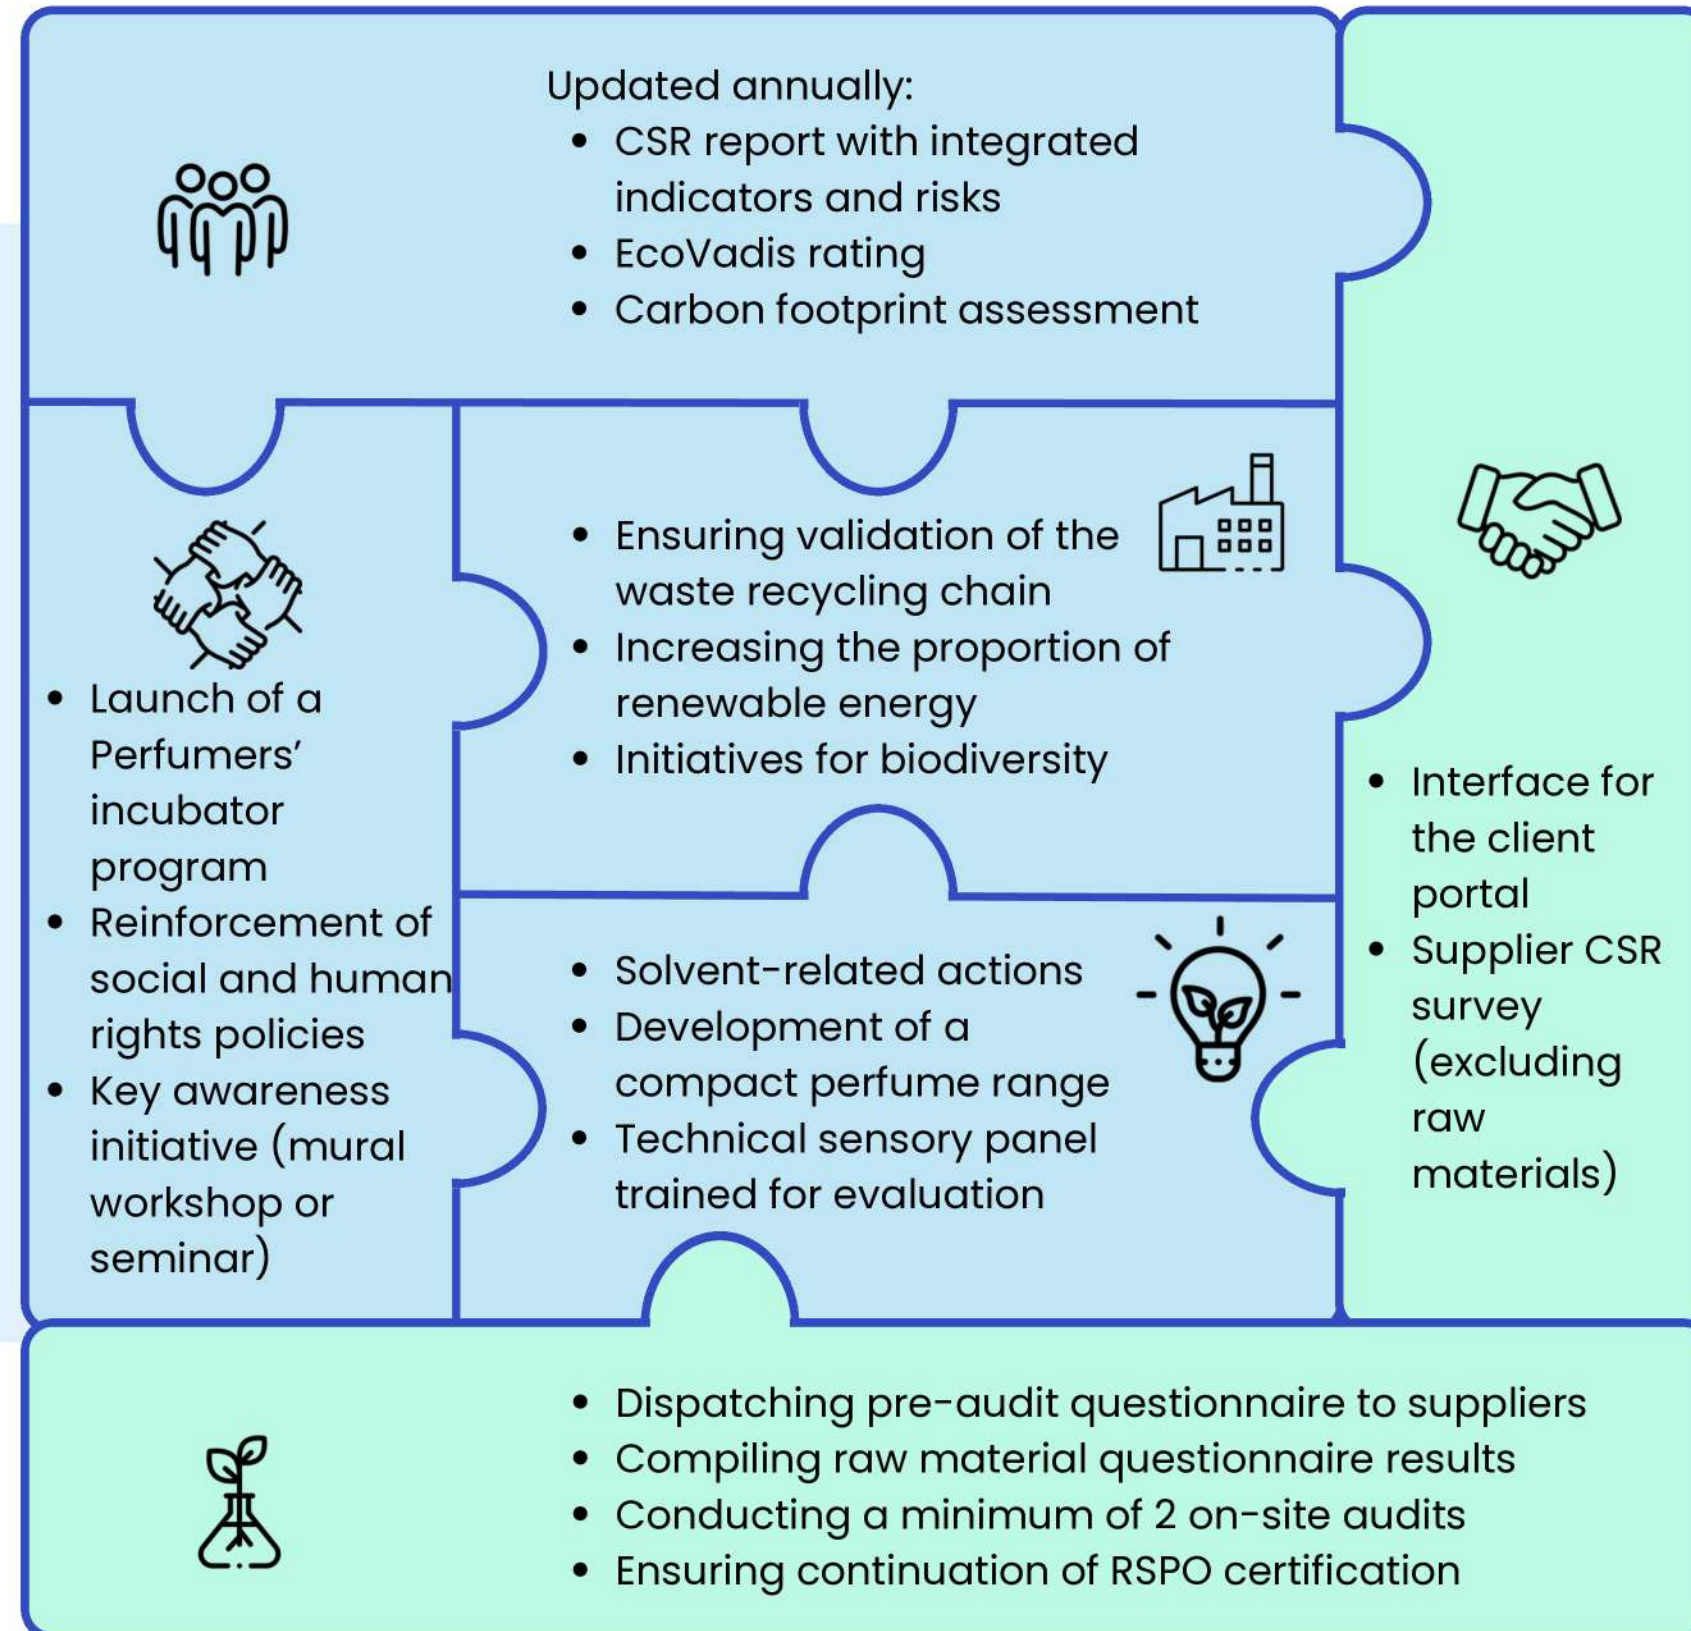 Updated annually:
• CSR report with integrated
indicators and risks
• EcoVadis rating
• Carbon footprint assessment
• Launch of a
Perfumers’
incubator
program
• Reinforcement of
social and human
rights policies
• Key awareness
initiative (mural
workshop or
seminar)
• Ensuring validation of the
waste recycling chain
• Increasing the proportion of
renewable energy
• Initiatives for biodiversity
• Solvent-related actions
• Development of a
compact perfume range
• Technical sensory panel
trained for evaluation
• Interface for
the client
portal
• Supplier CSR
survey
(excluding
raw
materials)
• Dispatching pre-audit questionnaire to suppliers
• Compiling raw material questionnaire results
• Conducting a minimum of 2 on-site audits
• Ensuring continuation of RSPO certification